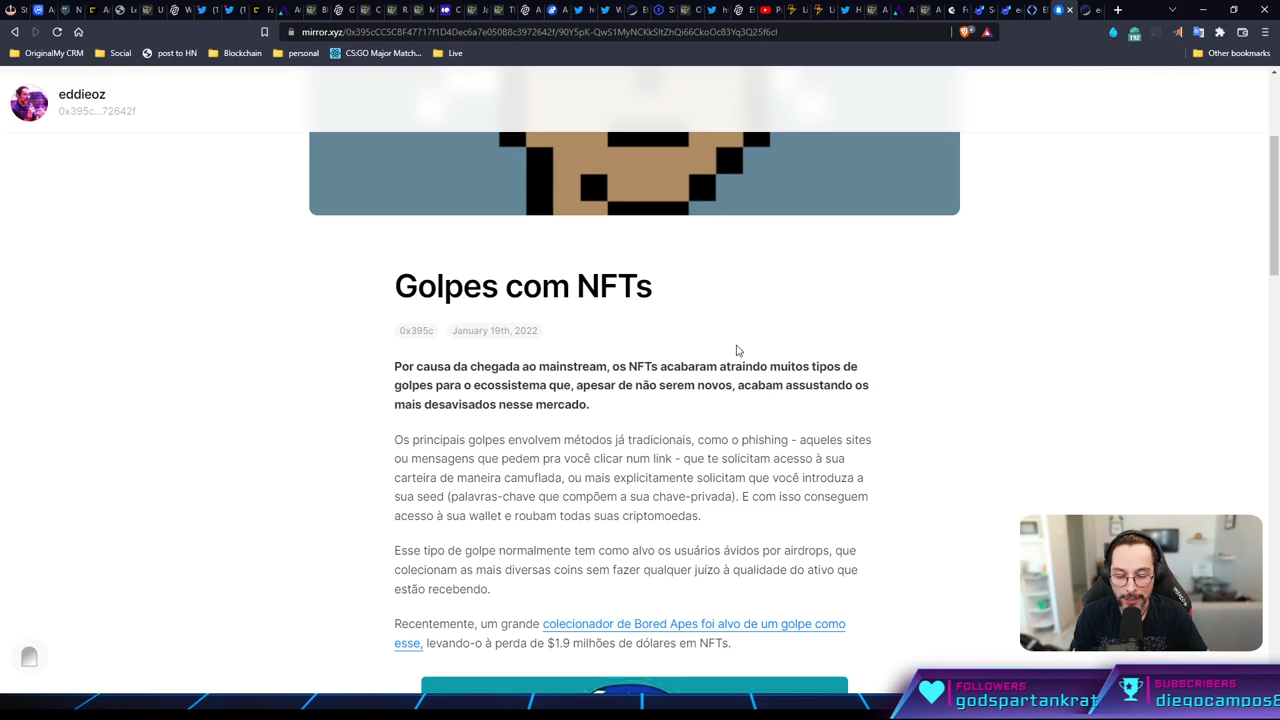 mirror.xyz/0x395cCC5CBF47717f1D4Dec6a7e050B8c3972642f/90Y5pK-QwS1MyNCKkSItZhQi66CkoOc83Yq3Q25f6cI
OriginalMy CRM Social post to HN Blockchain personal CS:GO Major Match... Live Other bookmarks
eddieoz
0x395c...72642f
Golpes com NFTs
0x395c January 19th, 2022
Por causa da chegada ao mainstream, os NFTs acabaram atraindo muitos tipos de
golpes para o ecossistema que, apesar de não serem novos, acabam assustando os
mais desavisados nesse mercado.
Os principais golpes envolvem métodos já tradicionais, como o phishing - aqueles sites
ou mensagens que pedem pra você clicar num link - que te solicitam acesso à sua
carteira de maneira camuflada, ou mais explicitamente solicitam que você introduza a
sua seed (palavras-chave que compõem a sua chave-privada). E com isso conseguem
acesso à sua wallet e roubam todas suas criptomoedas.
Esse tipo de golpe normalmente tem como alvo os usuários ávidos por airdrops, que
colecionam as mais diversas coins sem fazer qualquer juízo à qualidade do ativo que
estão recebendo.
Recentemente, um grande colecionador de Bored Apes foi alvo de um golpe como
esse, levando-o à perda de $1.9 milhões de dólares em NFTs.
FOLLOWERS
godspartankrat
SUBSCRIBERS
diegocampos8